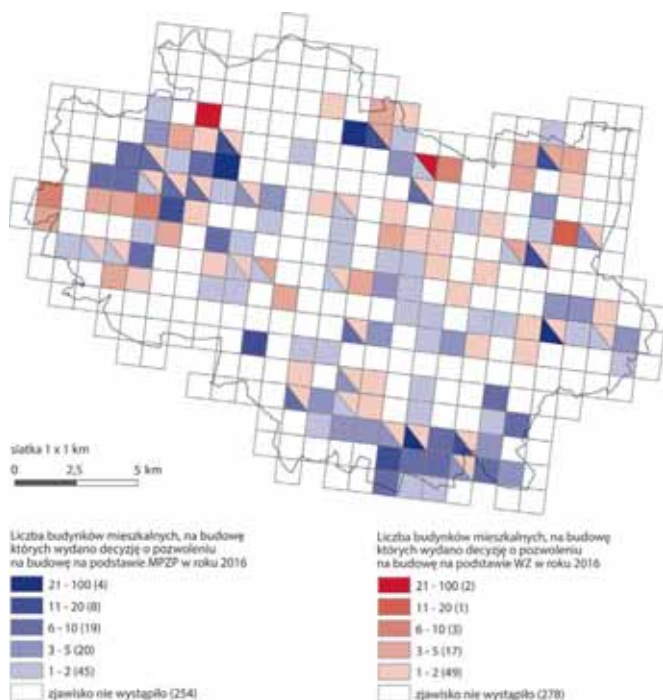 siatka 1 x 1 km
0 2,5 5 km
Liczba budynków mieszkalnych, na budowę
których wydano decyzję o pozwoleniu
na budowę na podstawie MPZP w roku 2016
21 - 100 (4)
11 - 20 (8)
6 - 10 (19)
3 - 5 (20)
1 - 2 (45)
zjawisko nie wystąpiło (254)
Liczba budynków mieszkalnych, na budowę
których wydano decyzję o pozwoleniu
na budowę na podstawie WZ w roku 2016
21 - 100 (2)
11 - 20 (1)
6 - 10 (3)
3 - 5 (17)
1 - 2 (49)
zjawisko nie wystąpiło (278)